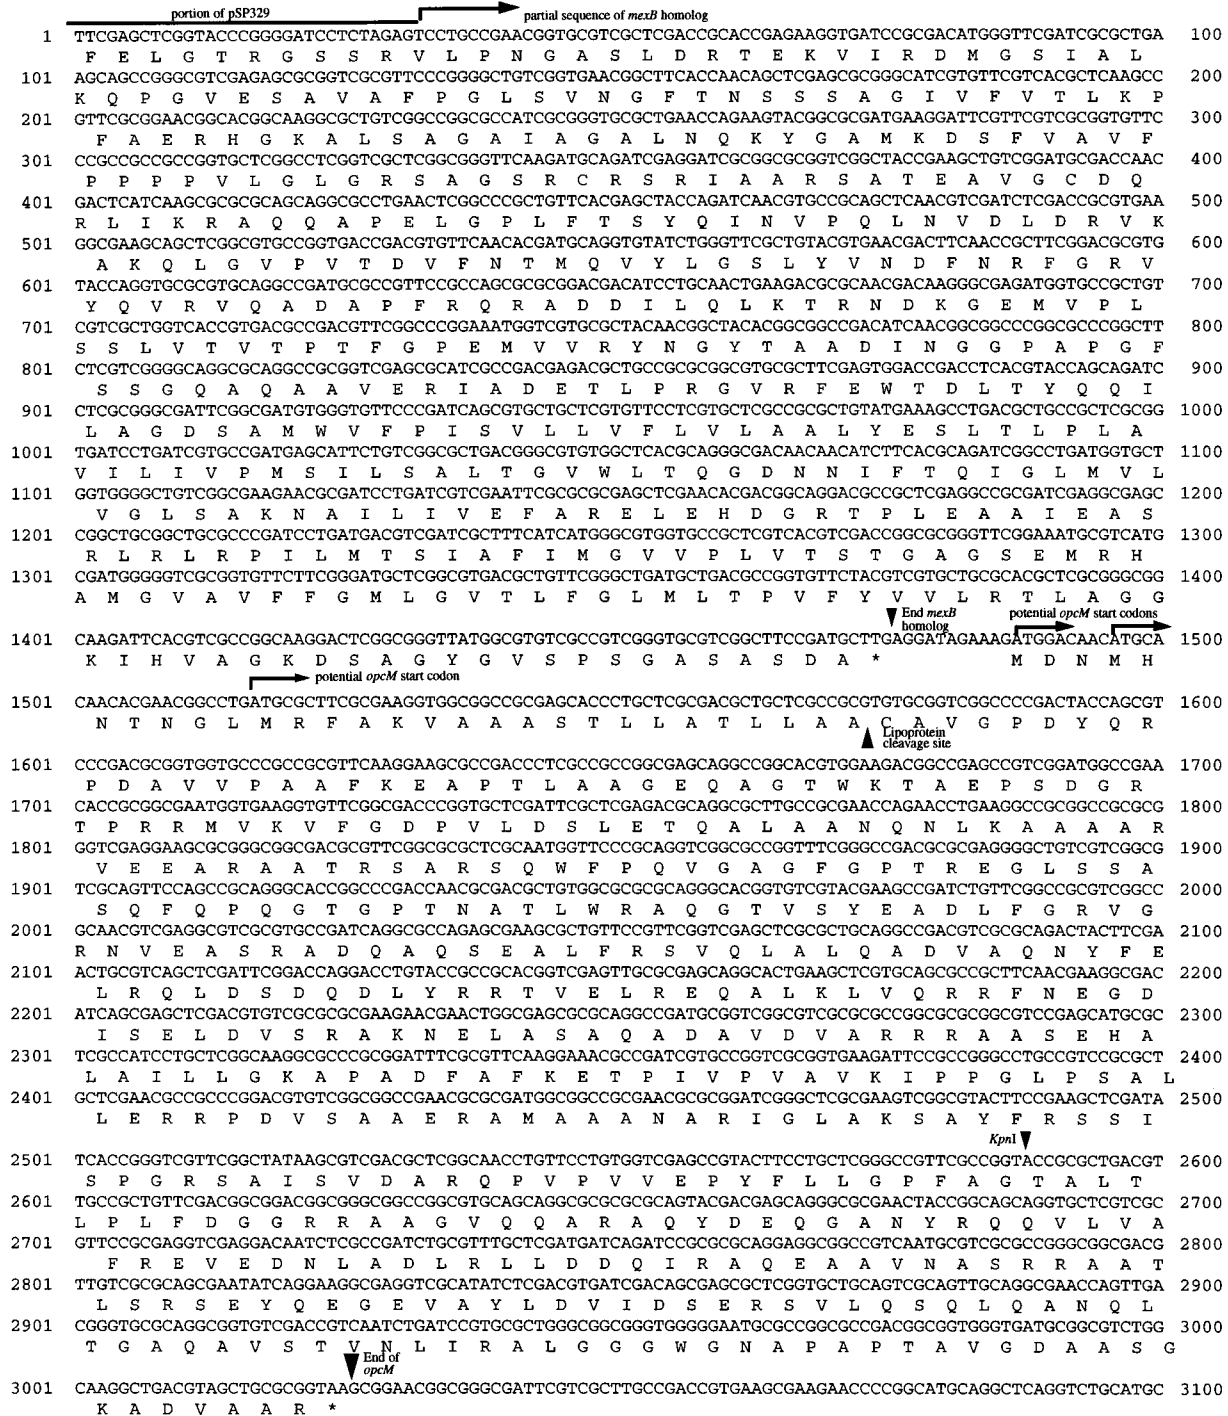 portion of pSP329
partial sequence of mexB homolog
1 TTCGAGCTCGGTACCCGGGGATCCTCTAGAGTCCTGCCGAACGGTGCGTCGCTCGACCGCACCGAGAAGGTGATCCGCGACATGGGTTCGATCGCGCTGA 100
F E L G T R G S S R V L P N G A S L D R T E K V I R D M G S I A L
101 AGCAGCCGGGCGTCGAGAGCGCGGTCGCGTTCCCGGGGCTGTCGGTGAACGGCTTCACCAACAGCTCGAGCGCGGGCATCGTGTTCGTCACGCTCAAGCC 200
K Q P G V E S A V A F P G L S V N G F T N S S S A G I V F V T L K P
201 GTTCGCGGAACGGCACGGCAAGGCGCTGTCGGCCGGCGCCATCGCGGGTGCGCTGAACCAGAAGTACGGCGCGATGAAGGATTCGTTCGTCGCGGTGTTC 300
F A E R H G K A L S A G A I A G A L N Q K Y G A M K D S F V A V F
301 CCGCCGCCGCCGGTGCTCGGCCTCGGTCGCTCGGCGGGTTCAAGATGCAGATCGAGGATCGCGGCGCGGTCGGCTACCGAAGCTGTCGGATGCGACCAAC 400
P P P P V L G L G R S A G S R C R S R I A A R S A T E A V G C D Q
401 GACTCATCAAGCGCGCGCAGCAGGCGCCTGAACTCGGCCCGCTGTTCACGAGCTACCAGATCAACGTGCCGCAGCTCAACGTCGATCTCGACCGCGTGAA 500
R L I K R A Q Q A P E L G P L F T S Y Q I N V P Q L N V D L D R V K
501 GGCGAAGCAGCTCGGCGTGCCGGTGACCGACGTGTTCAACACGATGCAGGTGTATCTGGGTTCGCTGTACGTGAACGACTTCAACCGCTTCGGACGCGTG 600
A K Q L G V P V T D V F N T M Q V Y L G S L Y V N D F N R F G R V
601 TACCAGGTGCGCGTGCAGGCCGATGCGCCGTTCCGCCAGCGCGCGGACGACATCCTGCAACTGAAGACGCGCAACGACAAGGGCGAGATGGTGCCGCTGT 700
Y Q V R V Q A D A P F R Q R A D D I L Q L K T R N D K G E M V P L
701 CGTCGCTGGTCACCGTGACGCCGACGTTCGGCCCGGAAATGGTCGTGCGCTACAACGGCTACACGGCGGCCGACATCAACGGCGGCCCGGCGCCCGGCTT 800
S S L V T V T P T F G P E M V V R Y N G Y T A A D I N G G P A P G F
801 CTCGTCGGGGCAGGCGCAGGCCGCGGTCGAGCGCATCGCCGACGAGACGCTGCCGCGCGGCGTGCGCTTCGAGTGGACCGACCTCACGTACCAGCAGATC 900
S S G Q A Q A A V E R I A D E T L P R G V R F E W T D L T Y Q Q I
901 CTCGCGGGCGATTCGGCGATGTGGGTGTTCCCGATCAGCGTGCTGCTCGTGTTCCTCGTGCTCGCCGCGCTGTATGAAAGCCTGACGCTGCCGCTCGCGG 1000
L A G D S A M W V F P I S V L L V F L V L A A L Y E S L T L P L A
1001 TGATCCTGATCGTGCCGATGAGCATTCTGTCGGCGCTGACGGGCGTGTGGCTCACGCAGGGCGACAACAACATCTTCACGCAGATCGGCCTGATGGTGCT 1100
V I L I V P M S I L S A L T G V W L T Q G D N N I F T Q I G L M V L
1101 GGTGGGGCTGTCGGCGAAGAACGCGATCCTGATCGTCGAATTCGCGCGCGAGCTCGAACACGACGGCAGGACGCCGCTCGAGGCCGCGATCGAGGCGAGC 1200
V G L S A K N A I L I V E F A R E L E H D G R T P L E A A I E A S
1201 CGGCTGCGGCTGCGCCCGATCCTGATGACGTCGATCGCTTTCATCATGGGCGTGGTGCCGCTCGTCACGTCGACCGGCGCGGGTTCGGAAATGCGTCATG 1300
R L R L R P I L M T S I A F I M G V V P L V T S T G A G S E M R H
1301 CGATGGGGGTCGCGGTGTTCTTCGGGATGCTCGGCGTGACGCTGTTCGGGCTGATGCTGACGCCGGTGTTCTACGTCGTGCTGCGCACGCTCGCGGGCGG 1400
A M G V A V F F G M L G V T L F G L M L T P V F Y V V L R T L A G G
End mexB homolog
potential opcM start codons
1401 CAAGATTCACGTCGCCGGCAAGGACTCGGCGGGTTATGGCGTGTCGCCGTCGGGTGCGTCGGCTTCCGATGCTTGAGGATAGAAAGATGGACAACATGCA 1500
K I H V A G K D S A G Y G V S P S G A S A S D A * M D N M H
potential opcM start codon
1501 CAACACGAACGGCCTGATGCGCTTCGCGAAGGTGGCGGCCGCGAGCACCCTGCTCGCGACGCTGCTCGCCGCGTGTGCGGTCGGCCCCGACTACCAGCGT 1600
N T N G L M R F A K V A A A S T L L A T L L A A C A V G P D Y Q R
Lipoprotein cleavage site
1601 CCCGACGCGGTGGTGCCCGCCGCGTTCAAGGAAGCGCCGACCCTCGCCGCCGGCGAGCAGGCCGGCACGTGGAAGACGGCCGAGCCGTCGGATGGCCGAA 1700
P D A V V P A A F K E A P T L A A G E Q A G T W K T A E P S D G R
1701 CACCGCGGCGAATGGTGAAGGTGTTCGGCGACCCGGTGCTCGATTCGCTCGAGACGCAGGCGCTTGCCGCGAACCAGAACCTGAAGGCCGCGGCCGCGCG 1800
T P R R M V K V F G D P V L D S L E T Q A L A A N Q N L K A A A A R
1801 GGTCGAGGAAGCGCGGGCGGCGACGCGTTCGGCGCGCTCGCAATGGTTCCCGCAGGTCGGCGCCGGTTTCGGGCCGACGCGCGAGGGGCTGTCGTCGGCG 1900
V E E A R A A T R S A R S Q W F P Q V G A G F G P T R E G L S S A
1901 TCGCAGTTCCAGCCGCAGGGCACCGGCCCGACCAACGCGACGCTGTGGCGCGCGCAGGGCACGGTGTCGTACGAAGCCGATCTGTTCGGCCGCGTCGGCC 2000
S Q F Q P Q G T G P T N A T L W R A Q G T V S Y E A D L F G R V G
2001 GCAACGTCGAGGCGTCGCGTGCCGATCAGGCGCCAGAGCGAAGCGCTGTTCCGTTCGGTCGAGCTCGCGCTGCAGGCCGACGTCGCGCAGACTACTTCGA 2100
R N V E A S R A D Q A Q S E A L F R S V Q L A L Q A D V A Q N Y F E
2101 ACTGCGTCAGCTCGATTCGGACCAGGACCTGTACCGCCGCACGGTCGAGTTGCGCGAGCAGGCACTGAAGCTCGTGCAGCGCCGCTTCAACGAAGGCGAC 2200
L R Q L D S D Q D L Y R R T V E L R E Q A L K L V Q R R F N E G D
2201 ATCAGCGAGCTCGACGTGTCGCGCGCGAAGAACGAACTGGCGAGCGCGCAGGCCGATGCGGTCGGCGTCGCGCGCCGGCGCGCGGCGTCCGAGCATGCGC 2300
I S E L D V S R A K N E L A S A Q A D A V D V A R R R A A S E H A
2301 TCGCCATCCTGCTCGGCAAGGCGCCCGCGGATTTCGCGTTCAAGGAAACGCCGATCGTGCCGGTCGCGGTGAAGATTCCGCCGGGCCTGCCGTCCGCGCT 2400
L A I L L G K A P A D F A F K E T P I V P V A V K I P P G L P S A L
2401 GCTCGAACGCCGCCCGGACGTGTCGGCGGCCGAACGCGCGATGGCGGCCGCGAACGCGCGGATCGGGCTCGCGAAGTCGGCGTACTTCCGAAGCTCGATA 2500
L E R R P D V S A A E R A M A A A N A R I G L A K S A Y F R S S I
KpnI
2501 TCACCGGGTCGTTCGGCTATAAGCGTCGACGCTCGGCAACCTGTTCCTGTGGTCGAGCCGTACTTCCTGCTCGGGCCGTTCGCCGGTACCGCGCTGACGT 2600
S P G R S A I S V D A R Q P V P V V E P Y F L L G P F A G T A L T
2601 TGCCGCTGTTCGACGGCGGACGGCGGGCGGCCGGCGTGCAGCAGGCGCGCGCGCAGTACGACGAGCAGGGCGCGAACTACCGGCAGCAGGTGCTCGTCGC 2700
L P L F D G G R R A A G V Q Q A R A Q Y D E Q G A N Y R Q Q V L V A
2701 GTTCCGCGAGGTCGAGGACAATCTCGCCGATCTGCGTTTGCTCGATGATCAGATCCGCGCGCAGGAGGCGGCCGTCAATGCGTCGCGCCGGGCGGCGACG 2800
F R E V E D N L A D L R L L D D Q I R A Q E A A V N A S R R A A T
2801 TTGTCGCGCAGCGAATATCAGGAAGGCGAGGTCGCATATCTCGACGTGATCGACAGCGAGCGCTCGGTGCTGCAGTCGCAGTTGCAGGCGAACCAGTTGA 2900
L S R S E Y Q E G E V A Y L D V I D S E R S V L Q S Q L Q A N Q L
2901 CGGGTGCGCAGGCGGTGTCGACCGTCAATCTGATCCGTGCGCTGGGCGGCGGGTGGGGGAATGCGCCGGCGCCGACGGCGGTGGGTGATGCGGCGTCTGG 3000
T G A Q A V S T V N L I R A L G G G W G N A P A P T A V G D A A S G
End of opcM
3001 CAAGGCTGACGTAGCTGCGCGGTAAGCGGAACGGCGGGCGATTCGTCGCTTGCCGACCGTGAAGCGAAGAACCCCGGCATGCAGGCTCAGGTCTGCATGC 3100
K A D V A A R *